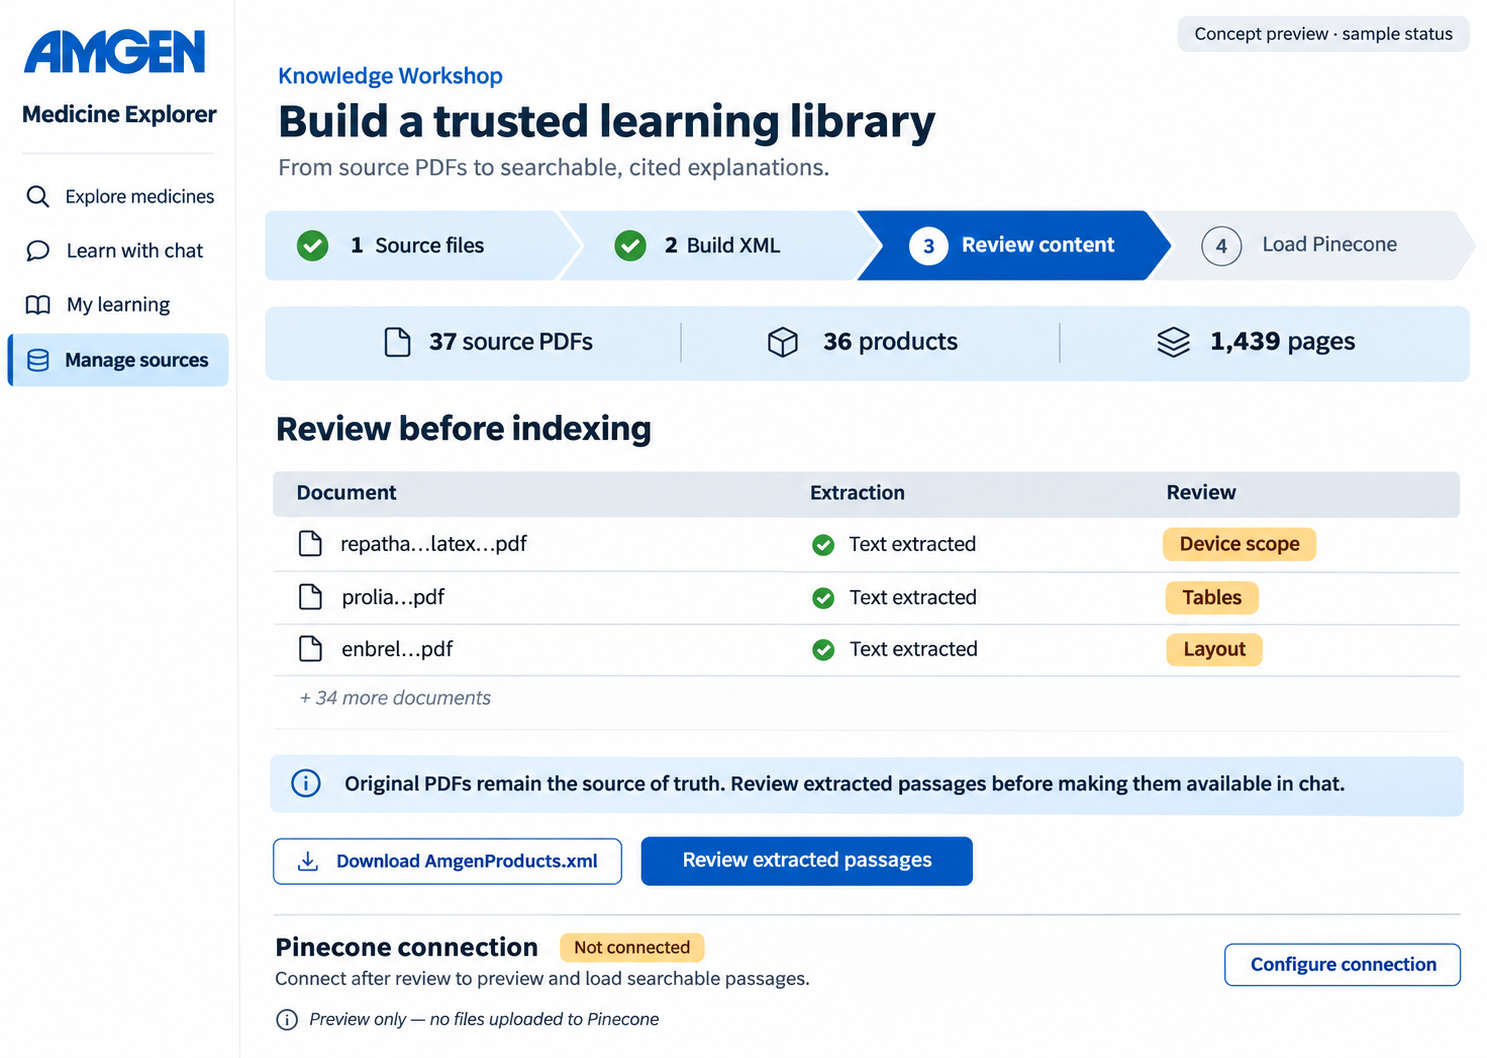 AMGEN
Medicine Explorer
Explore medicines
Learn with chat
My learning
Manage sources
Concept preview · sample status
Knowledge Workshop
Build a trusted learning library
From source PDFs to searchable, cited explanations.
1 Source files
2 Build XML
3 Review content
4 Load Pinecone
37 source PDFs
36 products
1,439 pages
Review before indexing
Document Extraction Review
repatha...latex...pdf Text extracted Device scope
prolia...pdf Text extracted Tables
enbrel...pdf Text extracted Layout
+ 34 more documents
Original PDFs remain the source of truth. Review extracted passages before making them available in chat.
Download AmgenProducts.xml
Review extracted passages
Pinecone connection Not connected
Connect after review to preview and load searchable passages.
Configure connection
Preview only — no files uploaded to Pinecone